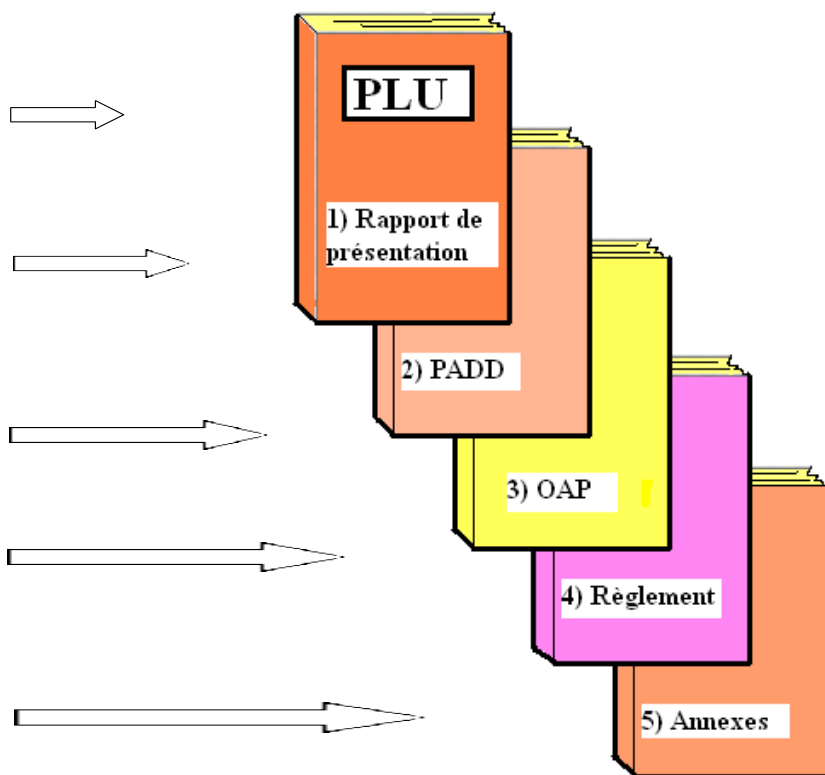 PLU
1) Rapport de
présentation
2) PADD
3) OAP
4) Règlement
5) Annexes